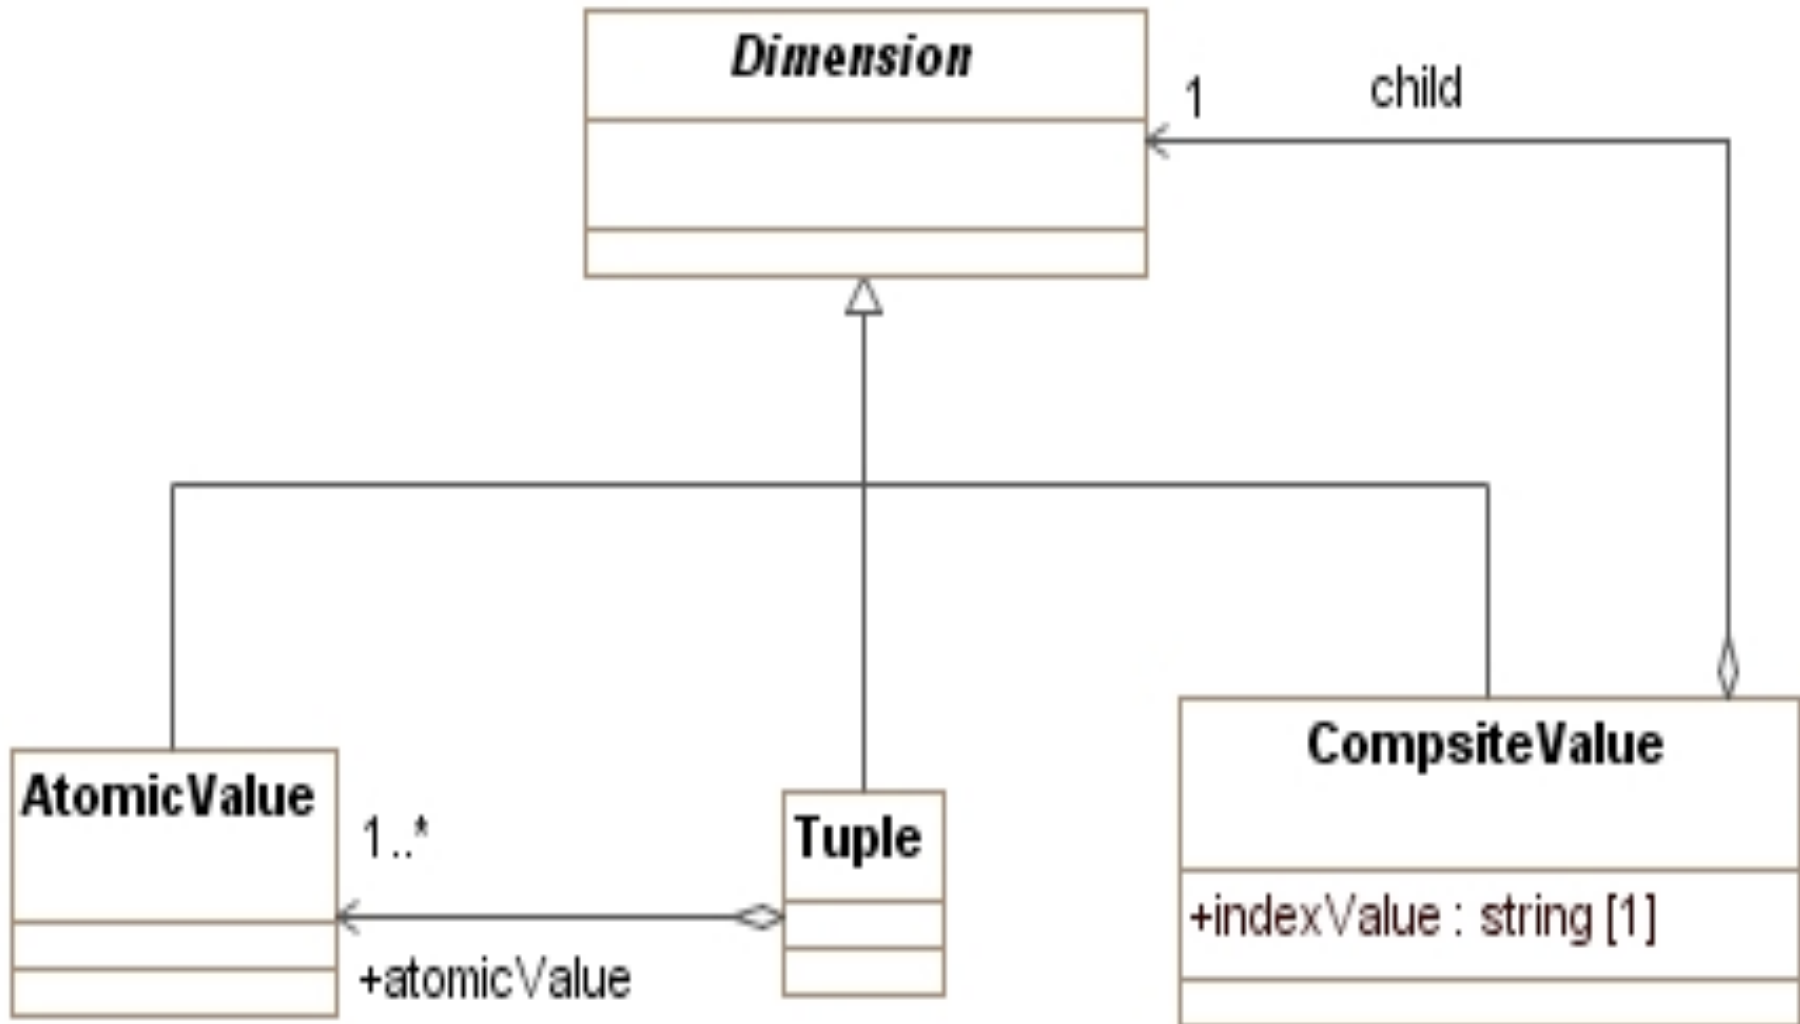 Dimension
1
child
AtomicValue
1..*
+atomicValue
Tuple
CompsiteValue
+indexValue : string [1]